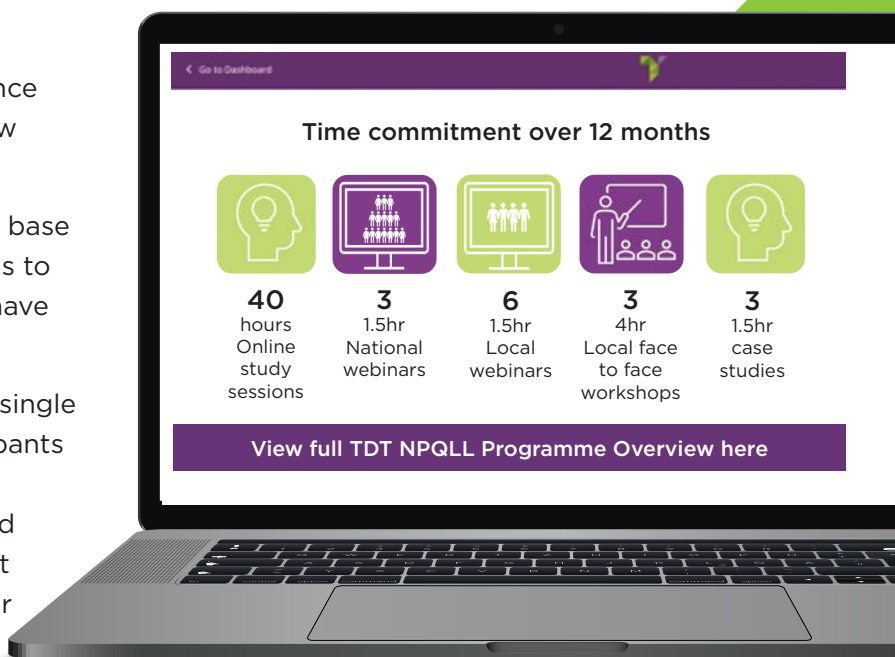 nce
w
base
s to
have
single
pants
d
t
r
Go to Dashboard
Time commitment over 12 months
40
hours
Online
study
sessions
3
1.5hr
National
webinars
6
1.5hr
Local
webinars
3
4hr
Local face
to face
workshops
3
1.5hr
case
studies
View full TDT NPQLL Programme Overview here